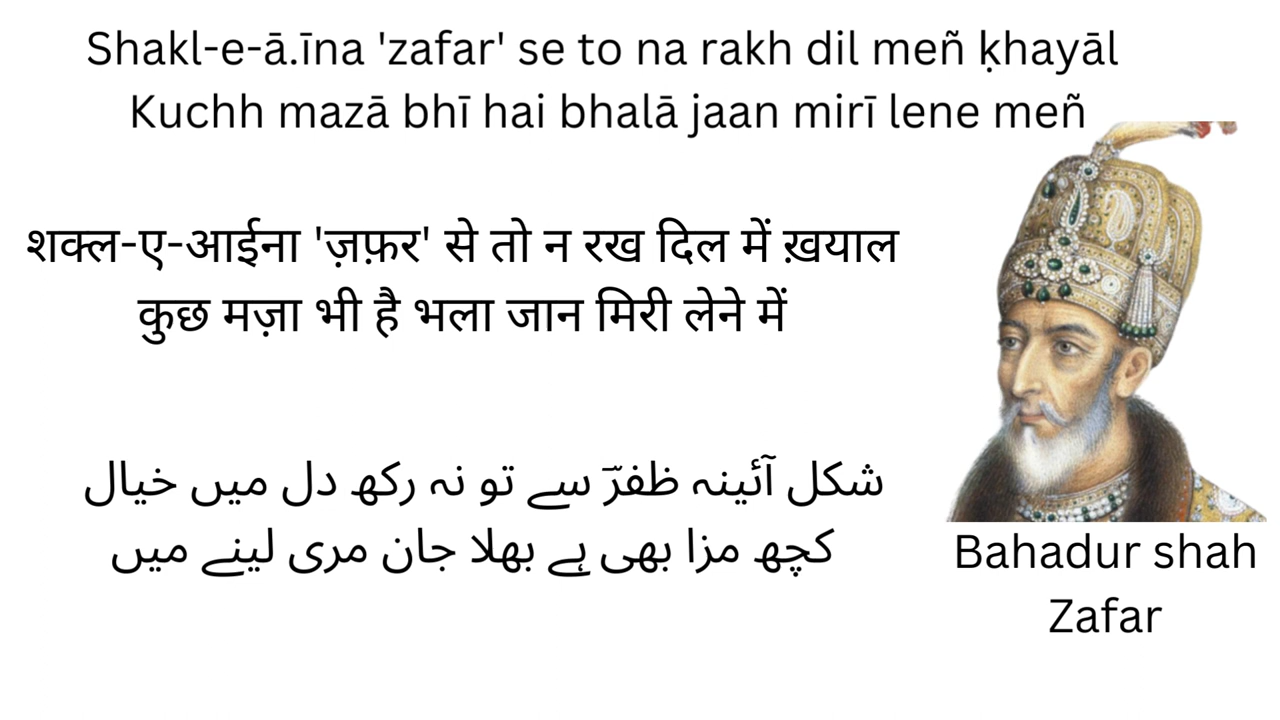 Shakl-e-ā.īna 'zafar' se to na rakh dil meñ ḳhayāl
Kuchh mazā bhī hai bhalā jaan mirī lene meñ
शक्ल-ए-आईना 'ज़फ़र' से तो न रख दिल में ख़याल
कुछ मज़ा भी है भला जान मिरी लेने में
شکل آئینہ ظفرؔ سے تو نہ رکھ دل میں خیال
کچھ مزا بھی ہے بھلا جان مری لینے میں
Bahadur shah
Zafar